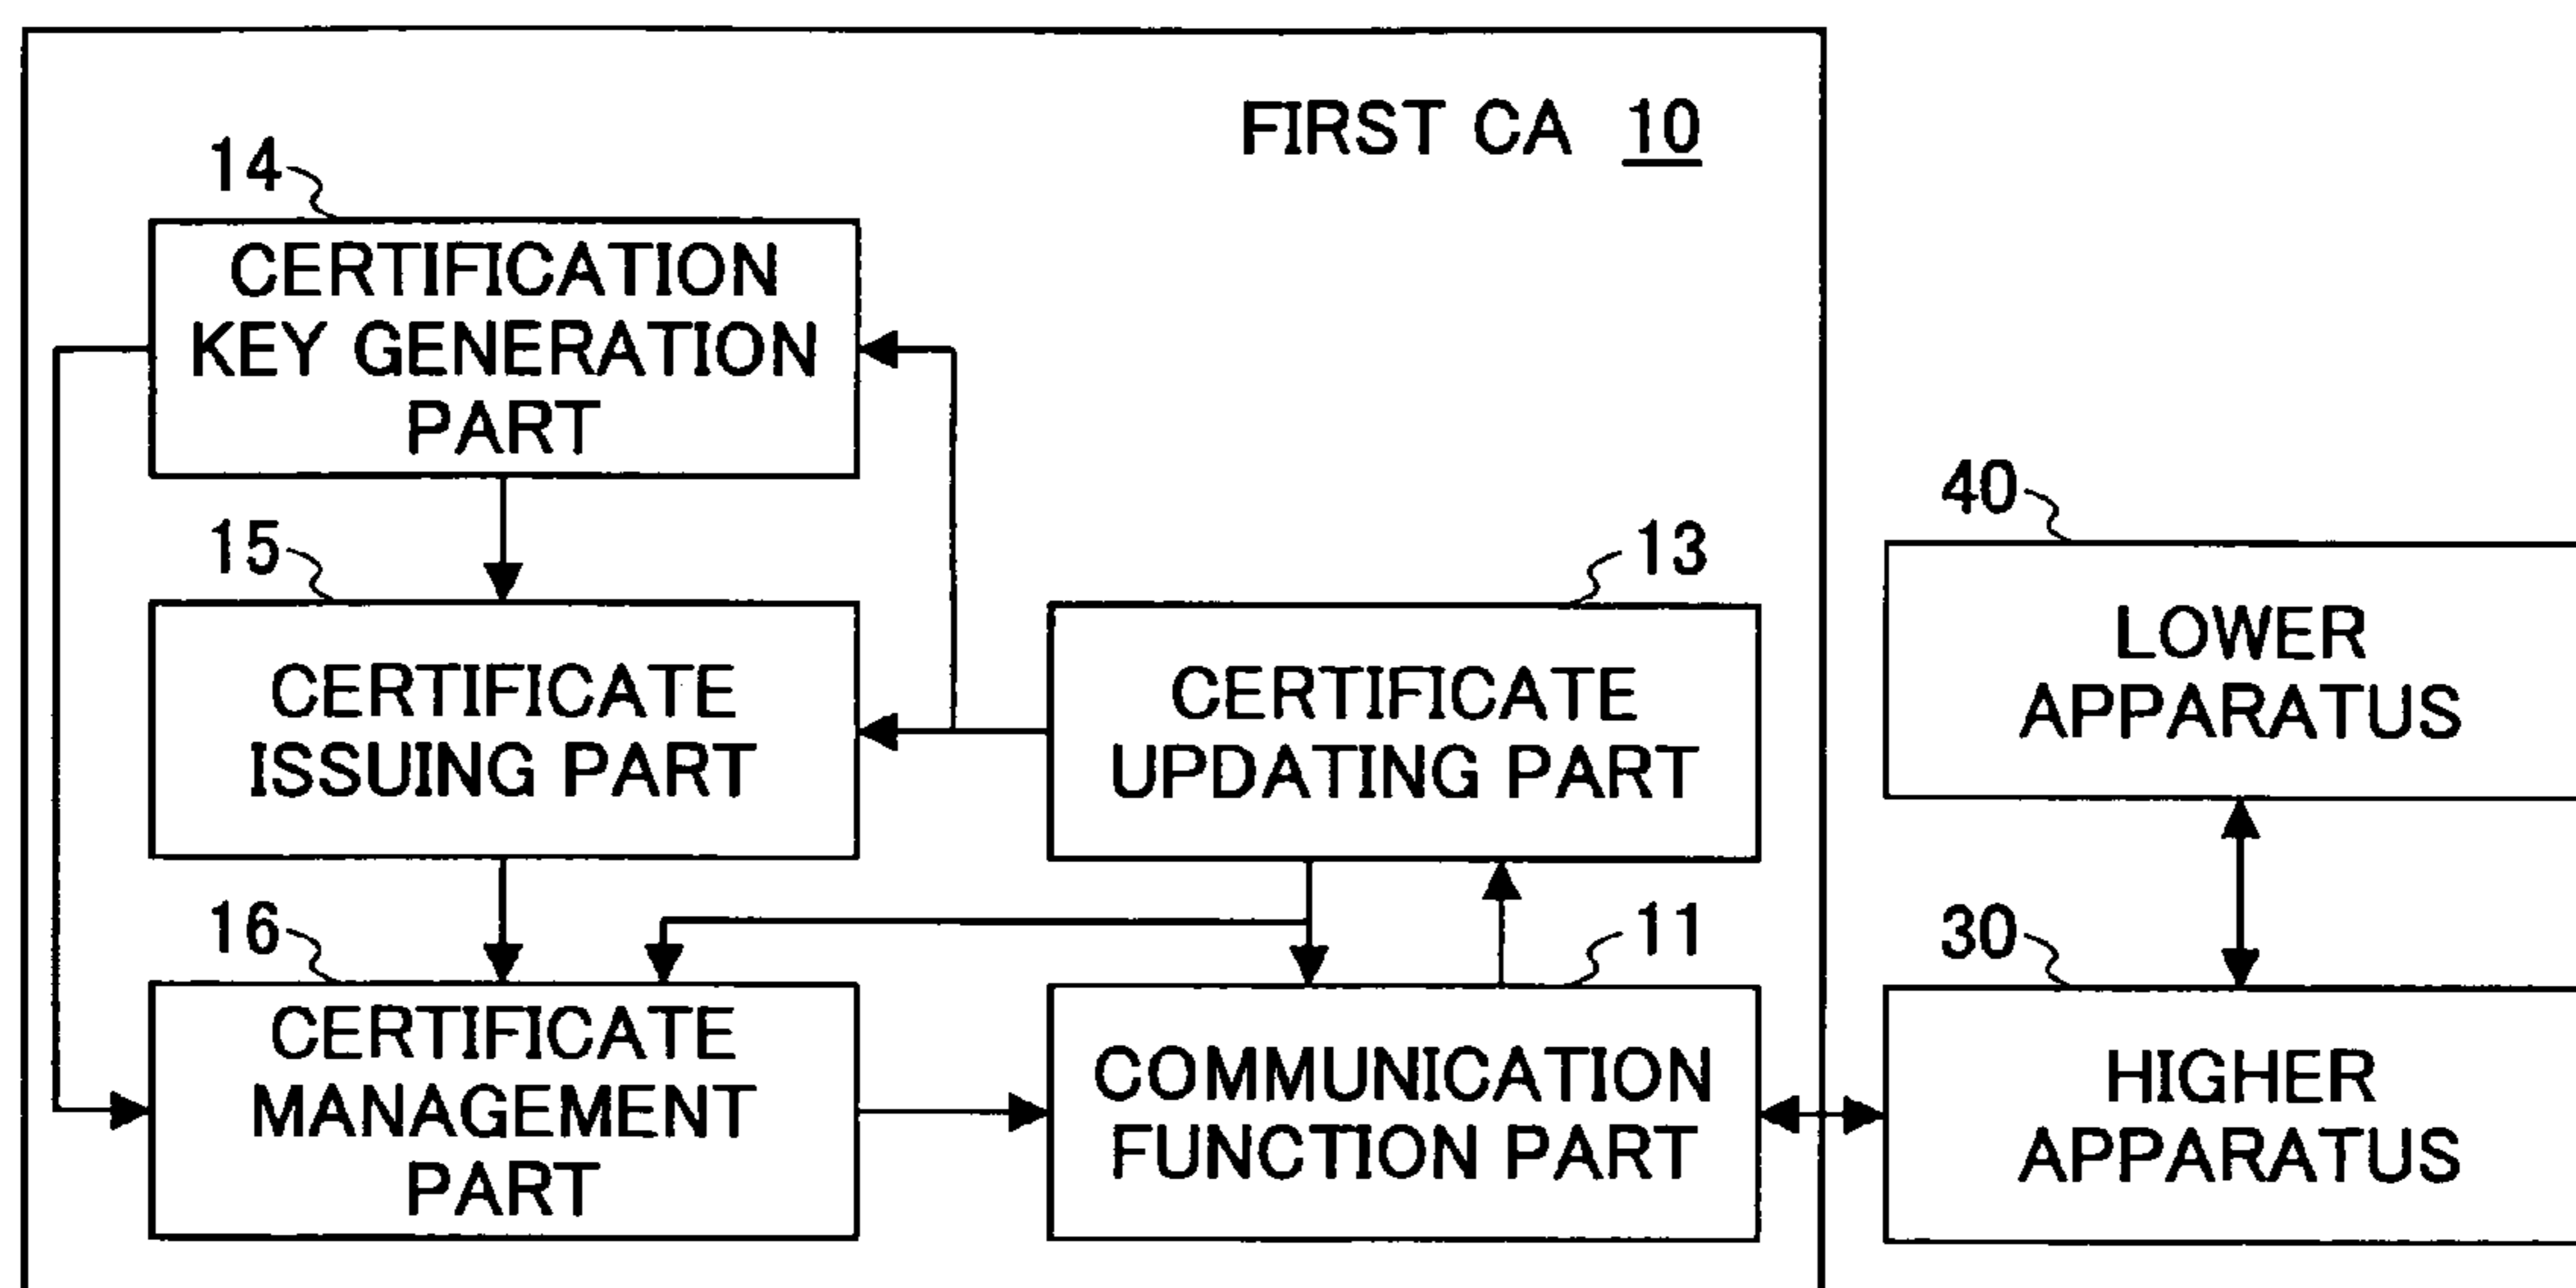 FIRST CA 10
14
CERTIFICATION
KEY GENERATION
PART
15
CERTIFICATE
ISSUING PART
13
CERTIFICATE
UPDATING PART
40
LOWER
APPARATUS
16
CERTIFICATE
MANAGEMENT
PART
11
COMMUNICATION
FUNCTION PART
30
HIGHER
APPARATUS